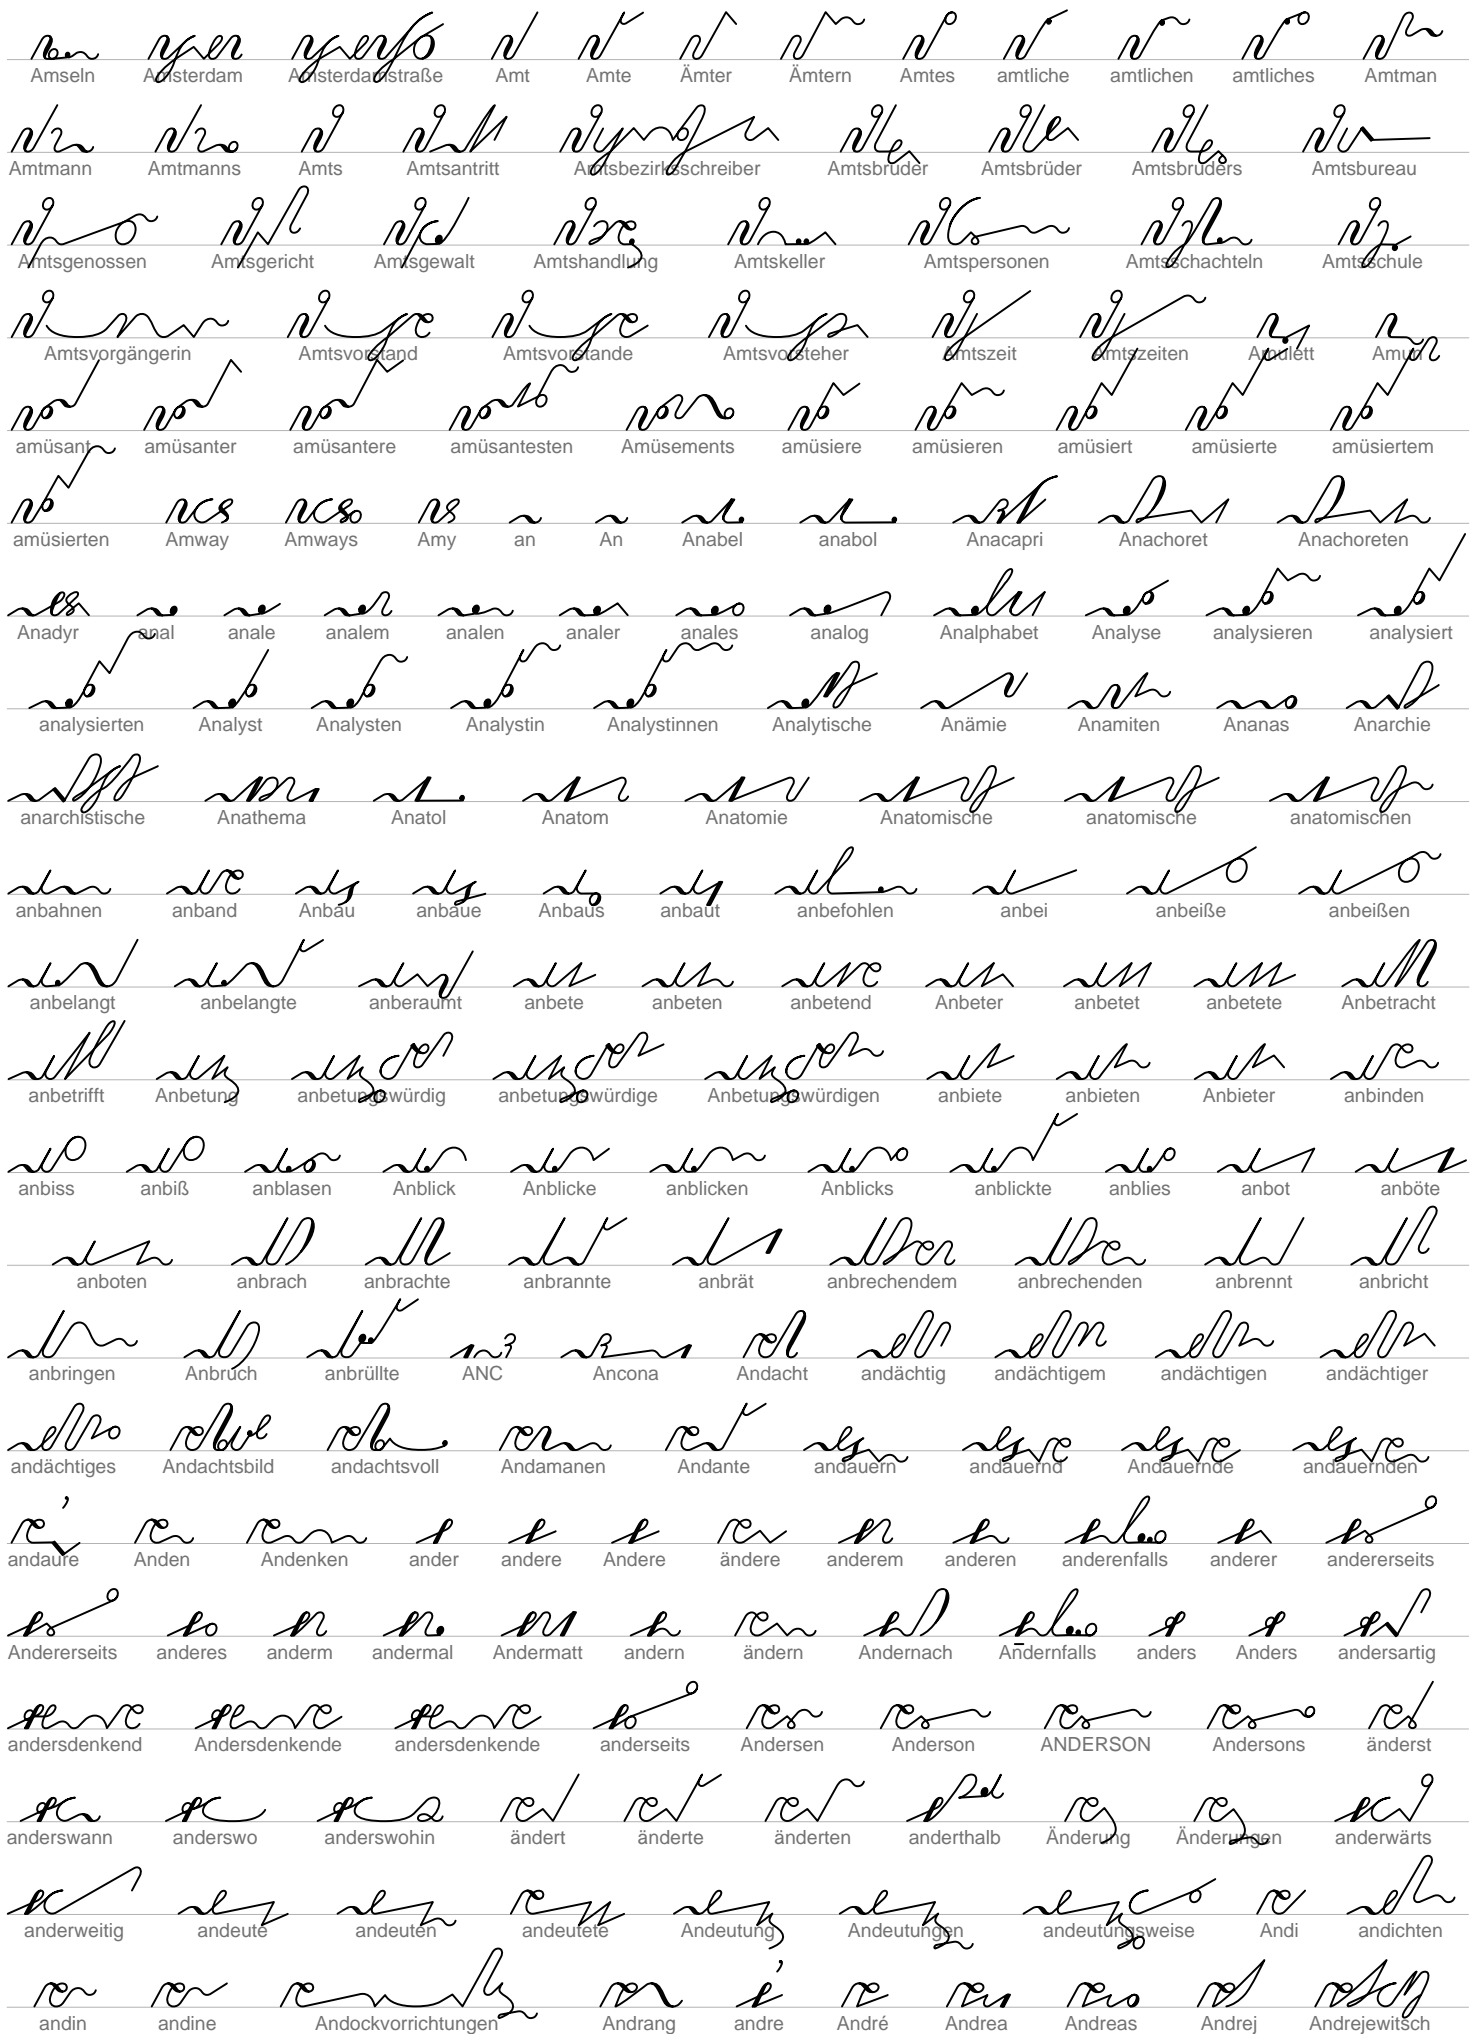 Amseln Amsterdam Amsterdamstraße Amt Amte Ämter Ämtern Amtes amtliche amtlichen amtliches Amtman
Amtmann Amtmanns Amts Amtsantritt Amtsbezirksschreiber Amtsbruder Amtsbrüder Amtsbruders Amtsbureau
Amtsgenossen Amtsgericht Amtsgewalt Amtshandlung Amtskeller Amtspersonen Amtsschachteln Amtsschule
Amtsvorgängerin Amtsvorstand Amtsvorstande Amtsvorsteher Amtszeit Amtszeiten Amulett Amun
amüsant amüsanter amüsantere amüsantesten Amüsements amüsiere amüsieren amüsiert amüsierte amüsiertem
amüsierten Amway Amways Amy an An Anabel anabol Anacapri Anachoret Anachoreten
Anadyr anal anale analem analen analer anales analog Analphabet Analyse analysieren analysiert
analysierten Analyst Analysten Analystin Analystinnen Analytische Anämie Anamiten Ananas Anarchie
anarchistische Anathema Anatol Anatom Anatomie Anatomische anatomische anatomischen
anbahnen anband Anbau anbaue Anbaus anbaut anbefohlen anbei anbeiße anbeißen
anbelangt anbelangte anberaumt anbete anbeten anbetend Anbeter anbetet anbetete Anbetracht
anbetrifft Anbetung anbetungswürdig anbetungswürdige Anbetungswürdigen anbiete anbieten Anbieter anbinden
anbiss anbiß anblasen Anblick Anblicke anblicken Anblicks anblickte anblies anbot anböte
anboten anbrach anbrachte anbrannte anbrät anbrechendem anbrechenden anbrennt anbricht
anbringen Anbruch anbrüllte ANC Ancona Andacht andächtig andächtigem andächtigen andächtiger
andächtiges Andachtsbild andachtsvoll Andamanen Andante andauern andauernd Andauernde andauernden
andaure Anden Andenken ander andere Andere ändere anderem anderen anderenfalls anderer andererseits
Andererseits anderes anderm andermal Andermatt andern ändern Andernach Andernfalls anders Anders andersartig
andersdenkend Andersdenkende andersdenkende anderseits Andersen Anderson ANDERSON Andersons änderst
anderswann anderswo anderswohin ändert änderte änderten anderthalb Änderung Änderungen anderwärts
anderweitig andeute andeuten andeutete Andeutung Andeutungen andeutungsweise Andi andichten
andin andine Andockvorrichtungen Andrang andre André Andrea Andreas Andrej Andrejewitsch